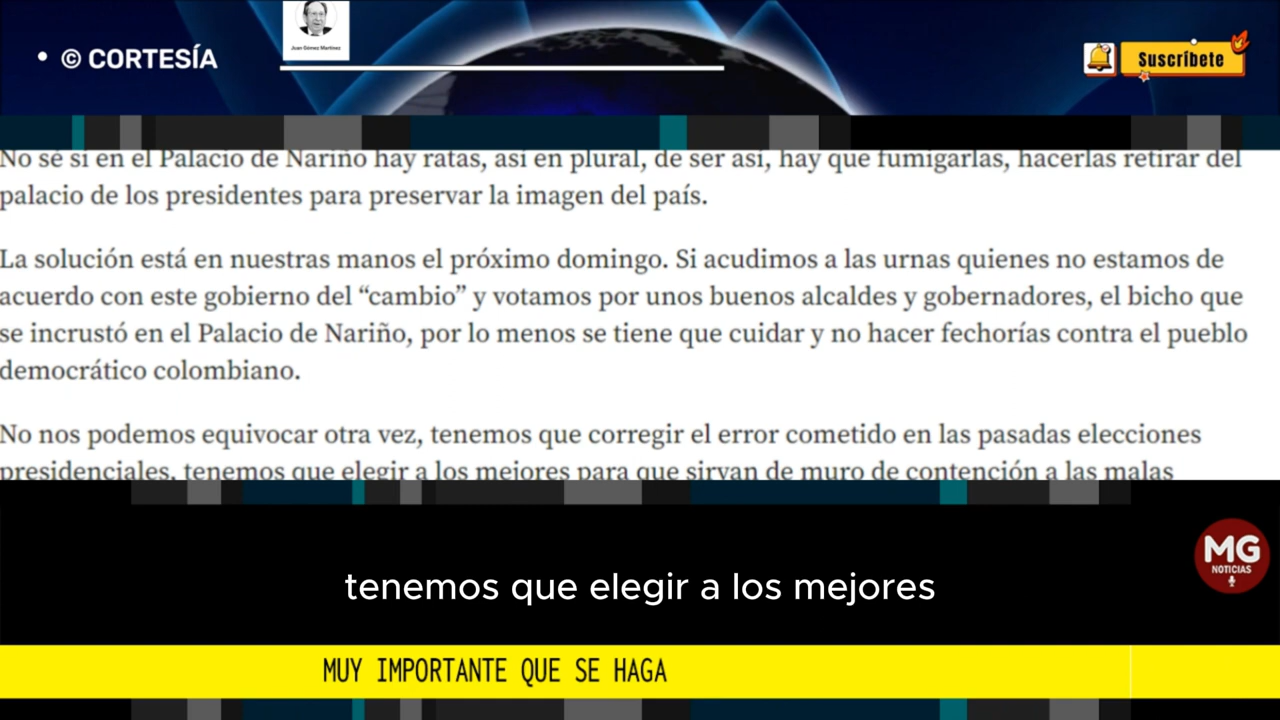 • © CORTESÍA
Juan Gómez Martínez
Suscríbete
No sé si en el Palacio de Nariño hay ratas, así en plural, de ser así, hay que fumigarlas, hacerlas retirar del
palacio de los presidentes para preservar la imagen del país.
La solución está en nuestras manos el próximo domingo. Si acudimos a las urnas quienes no estamos de
acuerdo con este gobierno del “cambio” y votamos por unos buenos alcaldes y gobernadores, el bicho que
se incrustó en el Palacio de Nariño, por lo menos se tiene que cuidar y no hacer fechorías contra el pueblo
democrático colombiano.
No nos podemos equivocar otra vez, tenemos que corregir el error cometido en las pasadas elecciones
presidenciales, tenemos que elegir a los mejores para que sirvan de muro de contención a las malas
MG
NOTICIAS
tenemos que elegir a los mejores
MUY IMPORTANTE QUE SE HAGA